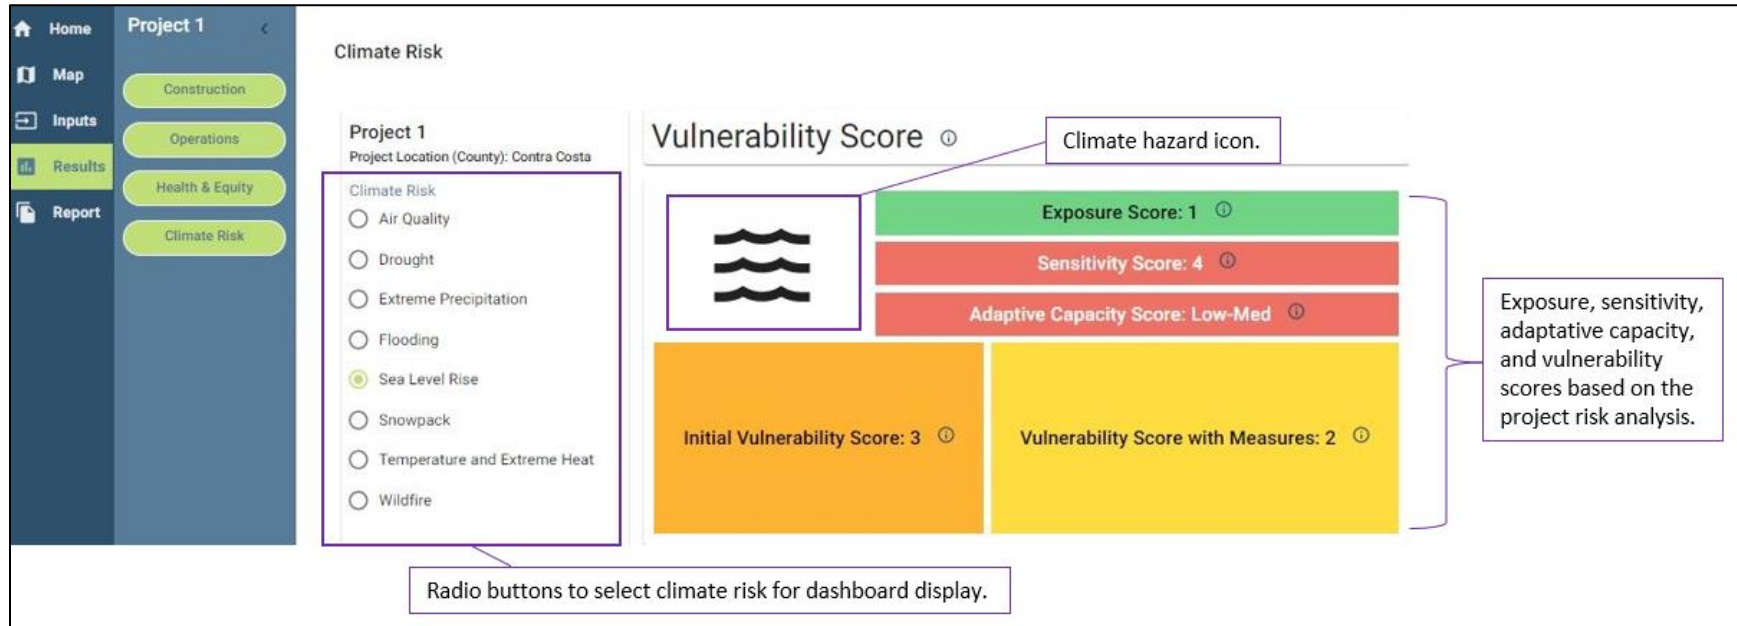 Home
Map
Inputs
Results
Report
Project 1
Construction
Operations
Health & Equity
Climate Risk
Climate Risk
Project 1
Project Location (County): Contra Costa
Climate Risk
Air Quality
Drought
Extreme Precipitation
Flooding
Sea Level Rise
Snowpack
Temperature and Extreme Heat
Wildfire
Radio buttons to select climate risk for dashboard display.
Vulnerability Score
Climate hazard icon.
Exposure Score: 1
Sensitivity Score: 4
Adaptive Capacity Score: Low-Med
Initial Vulnerability Score: 3
Vulnerability Score with Measures: 2
Exposure, sensitivity,
adaptative capacity,
and vulnerability
scores based on the
project risk analysis.